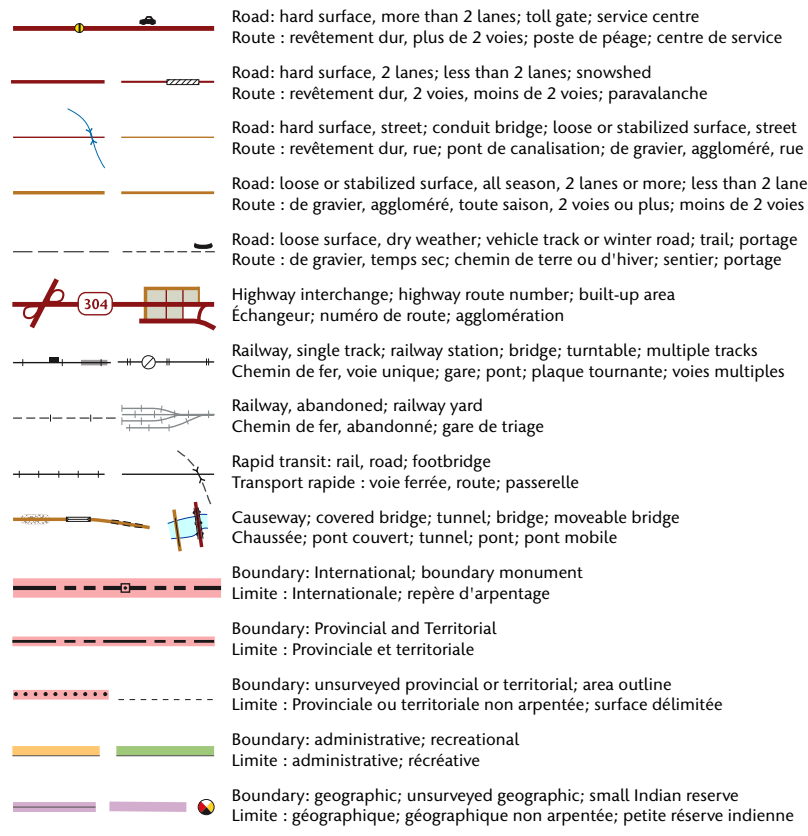 Road: hard surface, more than 2 lanes; toll gate; service centre
Route : revêtement dur, plus de 2 voies; poste de péage; centre de service
Road: hard surface, 2 lanes; less than 2 lanes; snowshed
Route : revêtement dur, 2 voies, moins de 2 voies; paravalanche
Road: hard surface, street; conduit bridge; loose or stabilized surface, street
Route : revêtement dur, rue; pont de canalisation; de gravier, aggloméré, rue
Road: loose or stabilized surface, all season, 2 lanes or more; less than 2 lane
Route : de gravier, aggloméré, toute saison, 2 voies ou plus; moins de 2 voies
Road: loose surface, dry weather; vehicle track or winter road; trail; portage
Route : de gravier, temps sec; chemin de terre ou d'hiver; sentier; portage
304
Highway interchange; highway route number; built-up area
Échangeur; numéro de route; agglomération
Railway, single track; railway station; bridge; turntable; multiple tracks
Chemin de fer, voie unique; gare; pont; plaque tournante; voies multiples
Railway, abandoned; railway yard
Chemin de fer, abandonné; gare de triage
Rapid transit: rail, road; footbridge
Transport rapide : voie ferrée, route; passerelle
Causeway; covered bridge; tunnel; bridge; moveable bridge
Chaussée; pont couvert; tunnel; pont; pont mobile
Boundary: International; boundary monument
Limite : Internationale; repère d'arpentage
Boundary: Provincial and Territorial
Limite : Provinciale et territoriale
Boundary: unsurveyed provincial or territorial; area outline
Limite : Provinciale ou territoriale non arpentée; surface délimitée
Boundary: administrative; recreational
Limite : administrative; récréative
Boundary: geographic; unsurveyed geographic; small Indian reserve
Limite : géographique; géographique non arpentée; petite réserve indienne